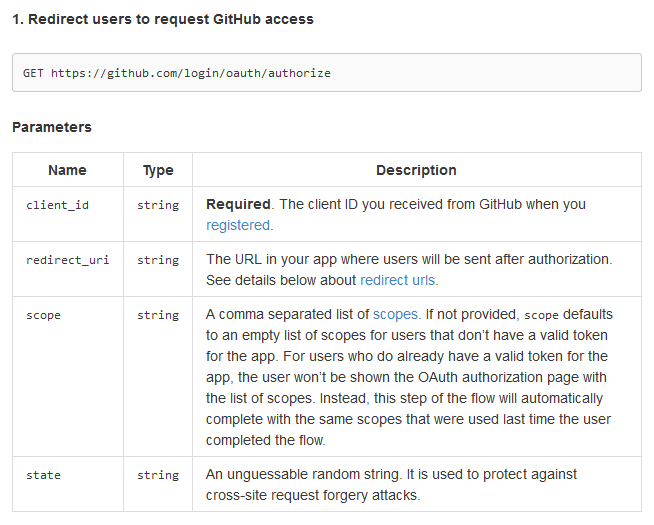 1. Redirect users to request GitHub access
GET https://github.com/login/oauth/authorize
Parameters
Name Type Description
client_id string Required. The client ID you received from GitHub when you
registered.
redirect_uri string The URL in your app where users will be sent after authorization.
See details below about redirect urls.
scope string A comma separated list of scopes. If not provided, scope defaults
to an empty list of scopes for users that don’t have a valid token
for the app. For users who do already have a valid token for the
app, the user won’t be shown the OAuth authorization page with
the list of scopes. Instead, this step of the flow will automatically
complete with the same scopes that were used last time the user
completed the flow.
state string An unguessable random string. It is used to protect against
cross-site request forgery attacks.